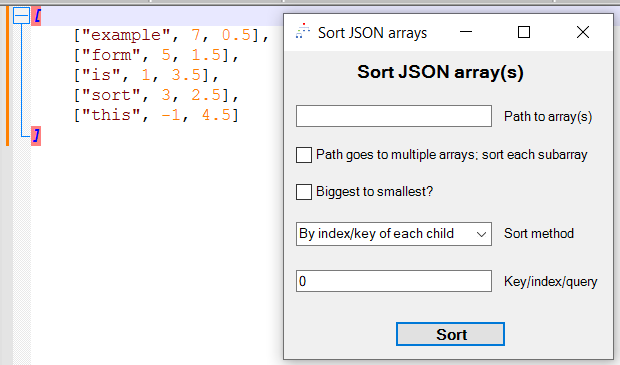 [
["example", 7, 0.5],
["form", 5, 1.5],
["is", 1, 3.5],
["sort", 3, 2.5],
["this", -1, 4.5]
]
Sort JSON arrays
Sort JSON array(s)
Path to array(s)
Path goes to multiple arrays; sort each subarray
Biggest to smallest?
By index/key of each child Sort method
0 Key/index/query
Sort